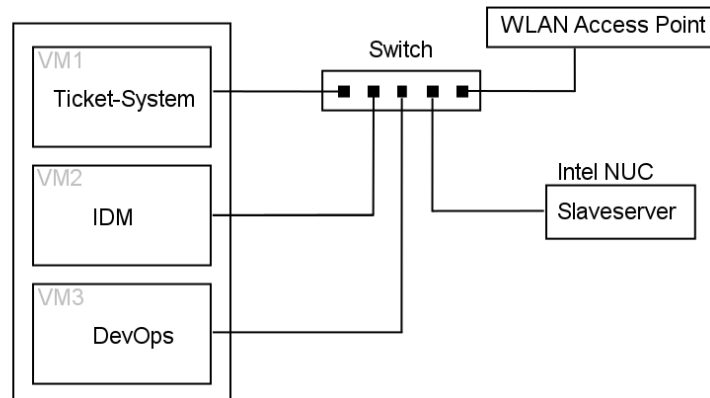 WLAN Access Point
Switch
VM1
Ticket-System
VM2
IDM
VM3
DevOps
Intel NUC
Slaveserver